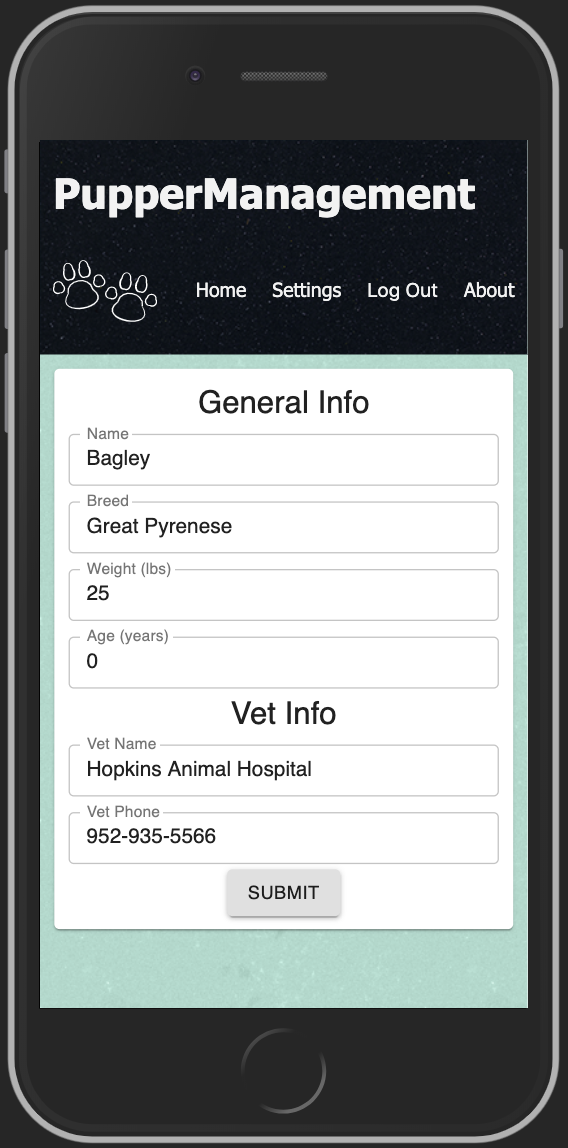 PupperManagement
Home Settings Log Out About
General Info
Name
Bagley
Breed
Great Pyrenese
Weight (lbs)
25
Age (years)
0
Vet Info
Vet Name
Hopkins Animal Hospital
Vet Phone
952-935-5566
SUBMIT